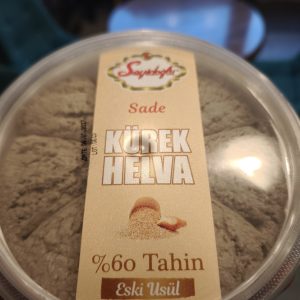 Seyidoğlu
Sade
KÜREK
HELVA
%60 Tahin
Eski Usül